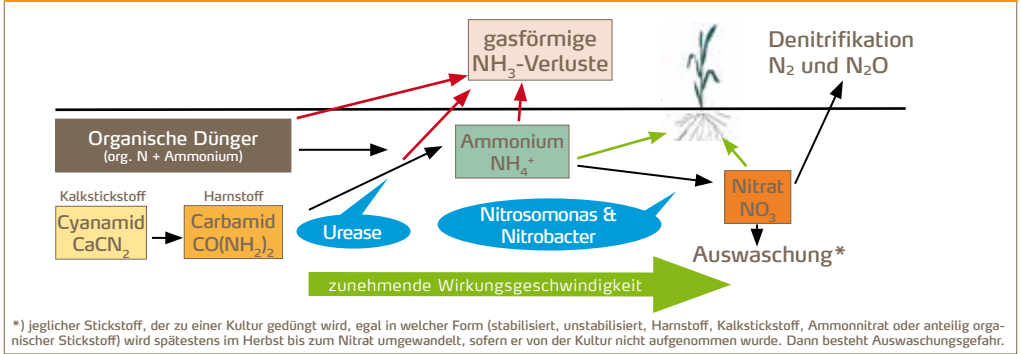 gasförmige
NH₃-Verluste
Denitrifikation
N₂ und N₂O
Organische Dünger
(org. N + Ammonium)
Ammonium
NH₄⁺
Kalkstickstoff
Cyanamid
CaCN₂
Harnstoff
Carbamid
CO(NH₂)₂
Urease
Nitrosomonas &
Nitrobacter
Nitrat
NO₃
Auswaschung*
zunehmende Wirkungsgeschwindigkeit
*) jeglicher Stickstoff, der zu einer Kultur gedüngt wird, egal in welcher Form (stabilisiert, unstabilisiert, Harnstoff, Kalkstickstoff, Ammonnitrat oder anteilig orga-
nischer Stickstoff) wird spätestens im Herbst bis zum Nitrat umgewandelt, sofern er von der Kultur nicht aufgenommen wurde. Dann besteht Auswaschungsgefahr.